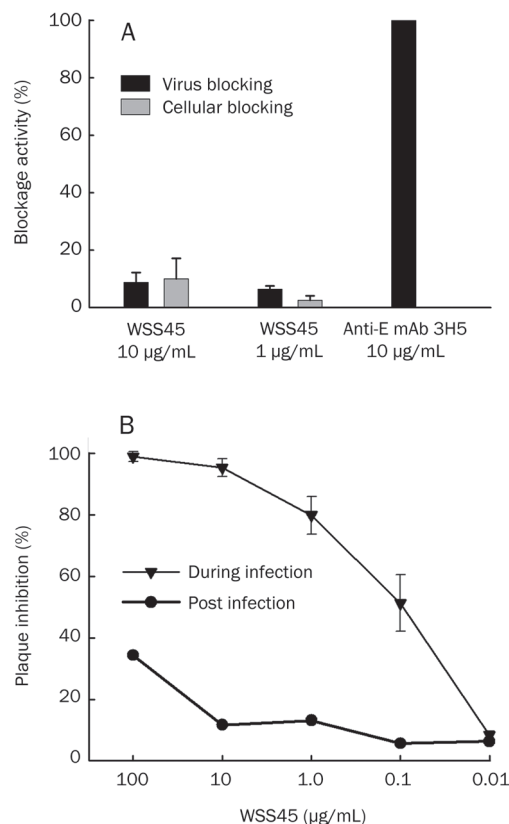 A
Blockage activity (%)
100
80
60
40
20
0
Virus blocking
Cellular blocking
WSS45
10 µg/mL
WSS45
1 µg/mL
Anti-E mAb 3H5
10 µg/mL
B
Plaque inhibition (%)
100
80
60
40
20
0
During infection
Post infection
100 10 1.0 0.1 0.01
WSS45 (µg/mL)